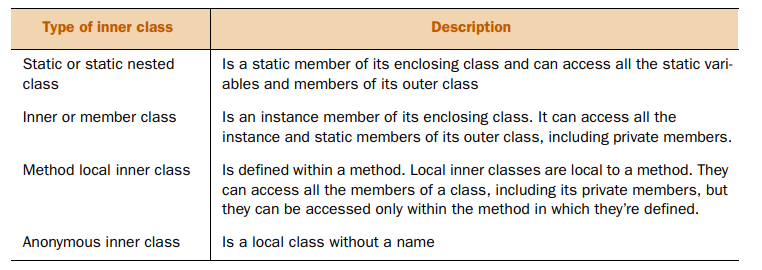 Type of inner class Description
Static or static nested Is a static member of its enclosing class and can access all the static vari-
class ables and members of its outer class
Inner or member class Is an instance member of its enclosing class. It can access all the
instance and static members of its outer class, including private members.
Method local inner class Is defined within a method. Local inner classes are local to a method. They
can access all the members of a class, including its private members, but
they can be accessed only within the method in which they're defined.
Anonymous inner class Is a local class without a name